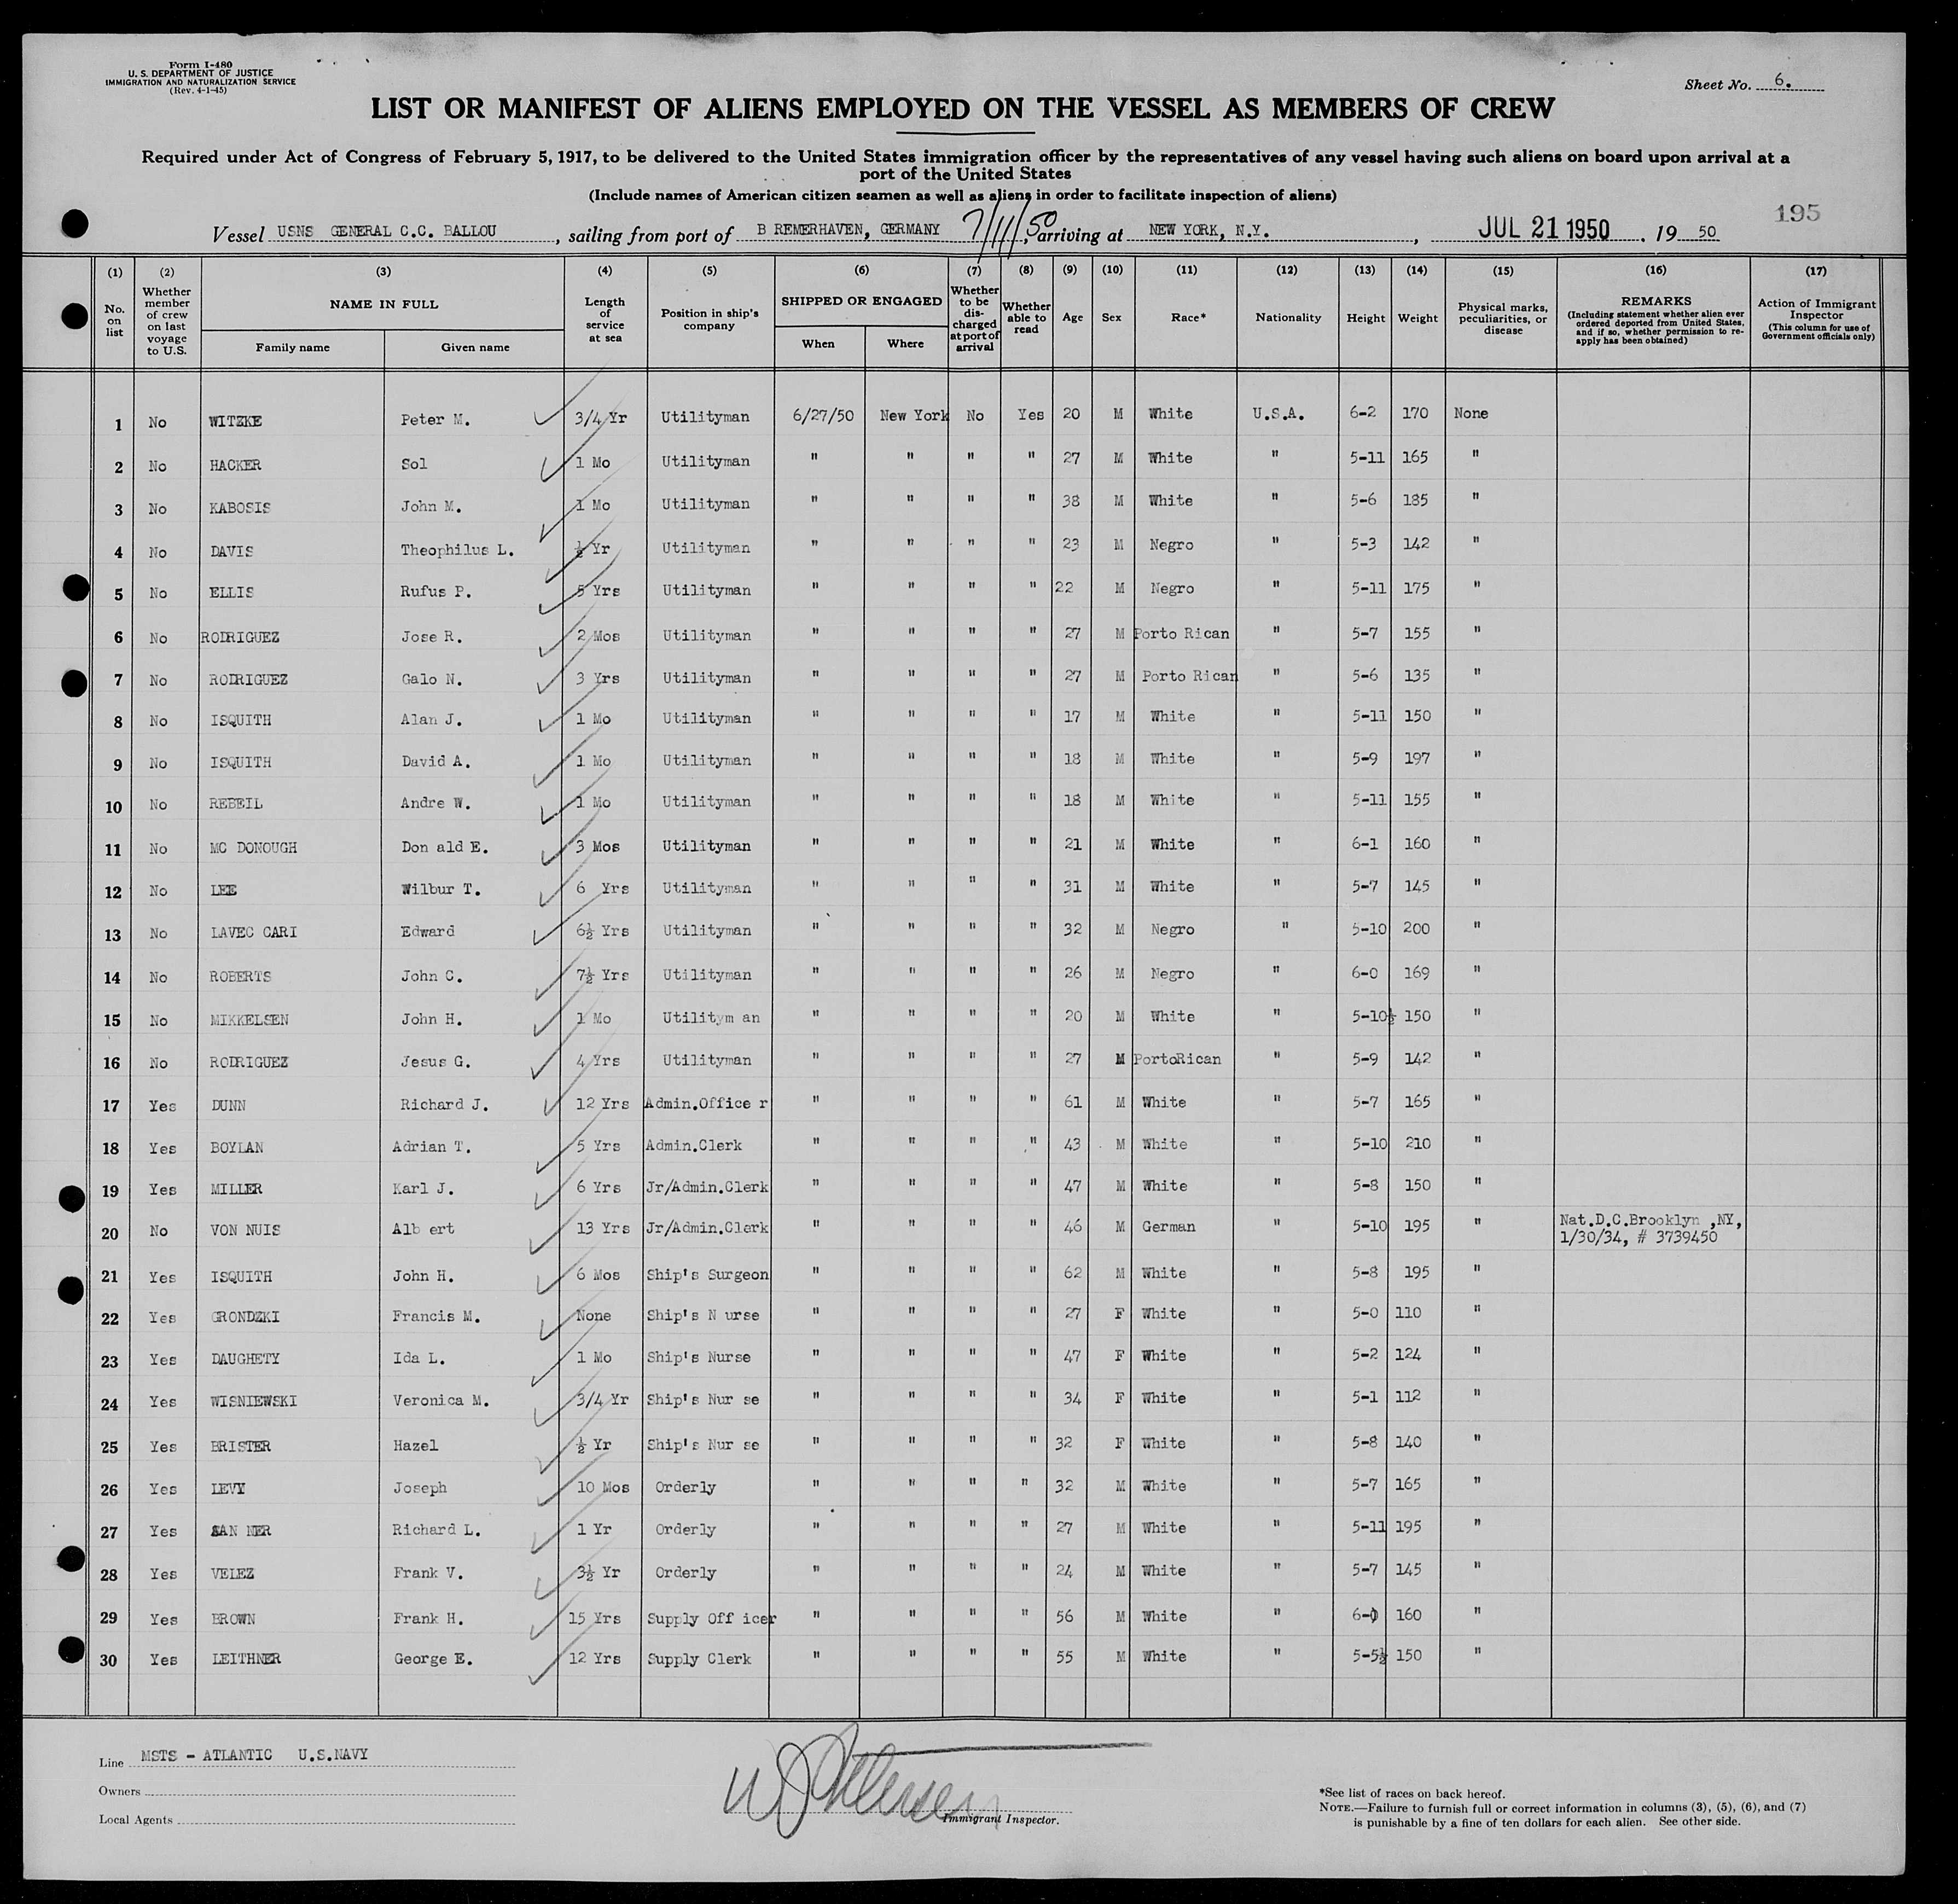 Form I-480
U. S. DEPARTMENT OF JUSTICE
IMMIGRATION AND NATURALIZATION SERVICE
(Rev. 4-1-45)
Sheet No. 6.
LIST OR MANIFEST OF ALIENS EMPLOYED ON THE VESSEL AS MEMBERS OF CREW
Required under Act of Congress of February 5, 1917, to be delivered to the United States immigration officer by the representatives of any vessel having such aliens on board upon arrival at a
port of the United States
(Include names of American citizen seamen as well as aliens in order to facilitate inspection of aliens)
195
Vessel USNS GENERAL C.C. BALLOU, sailing from port of B REMERHAVEN, GERMANY 7/11/50, arriving at NEW YORK, N.Y., JUL 21 1950, 19 50
(1) (2) (3) (4) (5) (6) (7) (8) (9) (10) (11) (12) (13) (14) (15) (16) (17)
No. on list | Whether member of crew on last voyage to U.S. | NAME IN FULL Family name Given name | Length of service at sea | Position in ship's company | SHIPPED OR ENGAGED When Where | Whether to be discharged at port of arrival | Whether able to read | Age | Sex | Race* | Nationality | Height | Weight | Physical marks, peculiarities, or disease | REMARKS (Including statement whether alien ever ordered deported from United States, and if so, whether permission to re-apply has been obtained) | Action of Immigrant Inspector (This column for use of Government officials only)
1 No WITZKE Peter M. 3/4 Yr Utilityman 6/27/50 New York No Yes 20 M White U.S.A. 6-2 170 None
2 No HACKER Sol 1 Mo Utilityman " " " " 27 M White " 5-11 165 "
3 No KABOSIS John M. 1 Mo Utilityman " " " " 38 M White " 5-6 185 "
4 No DAVIS Theophilus L. ½ Yr Utilityman " " " " 23 M Negro " 5-3 142 "
5 No ELLIS Rufus P. 5 Yrs Utilityman " " " " 22 M Negro " 5-11 175 "
6 No RODRIGUEZ Jose R. 2 Mos Utilityman " " " " 27 M Porto Rican " 5-7 155 "
7 No RODRIGUEZ Galo N. 3 Yrs Utilityman " " " " 27 M Porto Rican " 5-6 135 "
8 No ISQUITH Alan J. 1 Mo Utilityman " " " " 17 M White " 5-11 150 "
9 No ISQUITH David A. 1 Mo Utilityman " " " " 18 M White " 5-9 197 "
10 No REBEIL Andre W. 1 Mo Utilityman " " " " 18 M White " 5-11 155 "
11 No MC DONOUGH Don ald E. 3 Mos Utilityman " " " " 21 M White " 6-1 160 "
12 No LEE Wilbur T. 6 Yrs Utilityman " " " " 31 M White " 5-7 145 "
13 No LAVEC CARI Edward 6½ Yrs Utilityman " " " " 32 M Negro " 5-10 200 "
14 No ROBERTS John C. 7½ Yrs Utilityman " " " " 26 M Negro " 6-0 169 "
15 No MIKKELSEN John H. 1 Mo Utilitym an " " " " 20 M White " 5-10½ 150 "
16 No RODRIGUEZ Jesus G. 4 Yrs Utilityman " " " " 27 M PortoRican " 5-9 142 "
17 Yes DUNN Richard J. 12 Yrs Admin.Office r " " " " 61 M White " 5-7 165 "
18 Yes BOYLAN Adrian T. 5 Yrs Admin.Clerk " " " " 43 M White " 5-10 210 "
19 Yes MILLER Karl J. 6 Yrs Jr/Admin.Clerk " " " " 47 M White " 5-8 150 "
20 No VON NUIS Alb ert 13 Yrs Jr/Admin.Clerk " " " " 46 M German " 5-10 195 " Nat.D.C.Brooklyn ,NY,
1/30/34, # 3739450
21 Yes ISQUITH John H. 6 Mos Ship's Surgeon " " " " 62 M White " 5-8 195 "
22 Yes GRONDZKI Francis M. None Ship's N urse " " " " 27 F White " 5-0 110 "
23 Yes DAUGHETY Ida L. 1 Mo Ship's Nurse " " " " 47 F White " 5-2 124 "
24 Yes WISNIEWSKI Veronica M. 3/4 Yr Ship's Nur se " " " " 34 F White " 5-1 112 "
25 Yes BRISTER Hazel ½ Yr Ship's Nur se " " " " 32 F White " 5-8 140 "
26 Yes LEVY Joseph 10 Mos Orderly " " " " 32 M White " 5-7 165 "
27 Yes SAN NER Richard L. 1 Yr Orderly " " " " 27 M White " 5-11 195 "
28 Yes VELEZ Frank V. 3½ Yr Orderly " " " " 24 M White " 5-7 145 "
29 Yes BROWN Frank H. 15 Yrs Supply Off icer " " " " 56 M White " 6-0 160 "
30 Yes LEITHNER George E. 12 Yrs Supply Clerk " " " " 55 M White " 5-5½ 150 "
Line MSTS - ATLANTIC U.S.NAVY
Owners
Local Agents
Immigrant Inspector.
*See list of races on back hereof.
NOTE.—Failure to furnish full or correct information in columns (3), (5), (6), and (7)
is punishable by a fine of ten dollars for each alien. See other side.